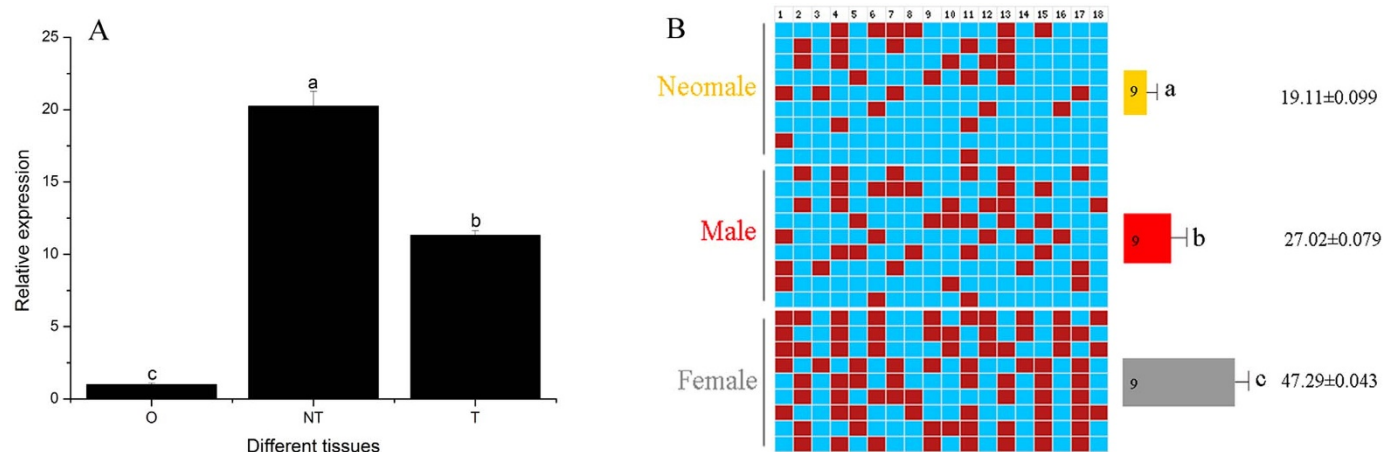 A
25
20
15
10
5
0
Relative expression
a
b
c
O NT T
Different tissues
B
1 2 3 4 5 6 7 8 9 10 11 12 13 14 15 16 17 18
Neomale
9 a 19.11±0.099
Male
9 b 27.02±0.079
Female
9 c 47.29±0.043